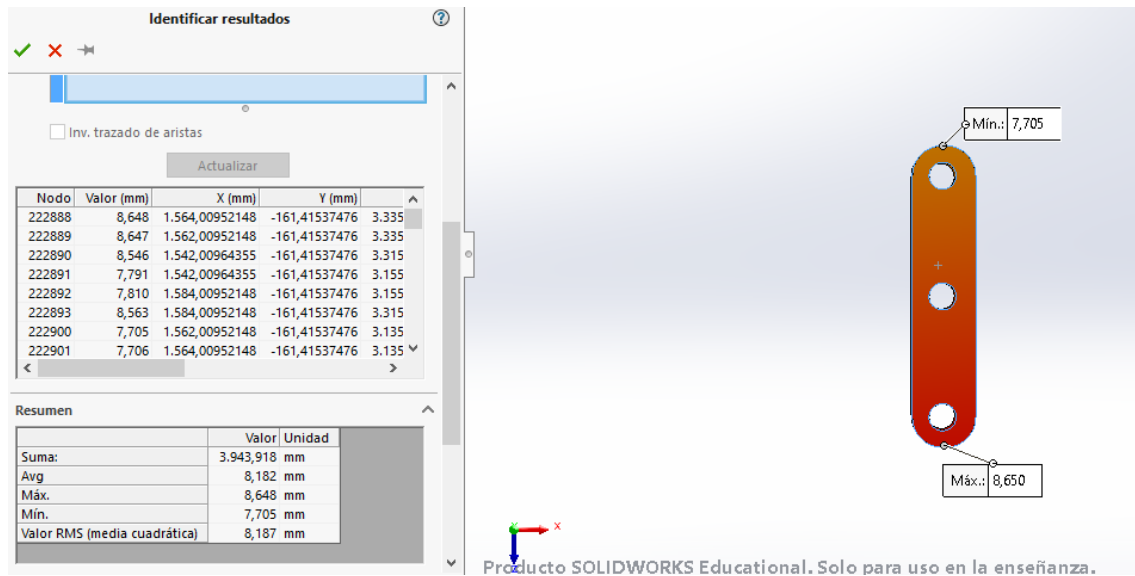 Identificar resultados
Inv. trazado de aristas
Actualizar
Nodo Valor (mm) X (mm) Y (mm)
222888 8,648 1.564,00952148 -161,41537476 3.335
222889 8,647 1.562,00952148 -161,41537476 3.335
222890 8,546 1.542,00964355 -161,41537476 3.315
222891 7,791 1.542,00964355 -161,41537476 3.155
222892 7,810 1.584,00952148 -161,41537476 3.155
222893 8,563 1.584,00952148 -161,41537476 3.315
222900 7,705 1.562,00952148 -161,41537476 3.135
222901 7,706 1.564,00952148 -161,41537476 3.135
Resumen
Valor Unidad
Suma: 3.943,918 mm
Avg 8,182 mm
Máx. 8,648 mm
Mín. 7,705 mm
Valor RMS (media cuadrática) 8,187 mm
Mín.: 7,705
Máx.: 8,650
Y X
Z
Producto SOLIDWORKS Educational. Solo para uso en la enseñanza.